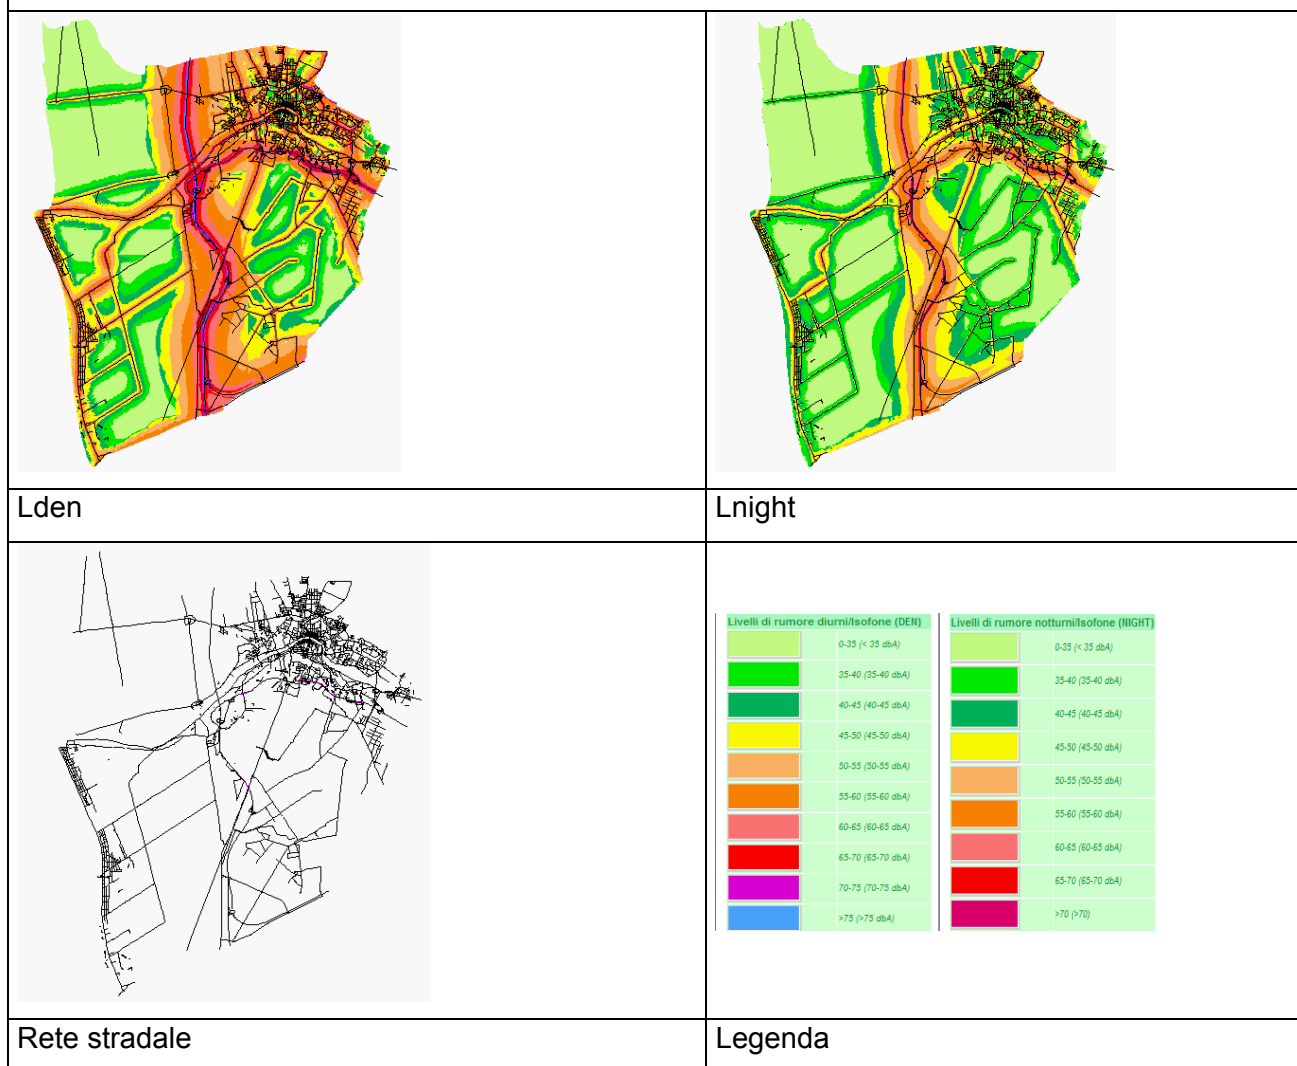 Lden
Lnight
Livelli di rumore diurni/Isofone (DEN)
0-35 (< 35 dbA)
35-40 (35-40 dbA)
40-45 (40-45 dbA)
45-50 (45-50 dbA)
50-55 (50-55 dbA)
55-60 (55-60 dbA)
60-65 (60-65 dbA)
65-70 (65-70 dbA)
70-75 (70-75 dbA)
>75 (>75 dbA)
Livelli di rumore notturni/Isofone (NIGHT)
0-35 (< 35 dbA)
35-40 (35-40 dbA)
40-45 (40-45 dbA)
45-50 (45-50 dbA)
50-55 (50-55 dbA)
55-60 (55-60 dbA)
60-65 (60-65 dbA)
65-70 (65-70 dbA)
>70 (>70)
Rete stradale
Legenda